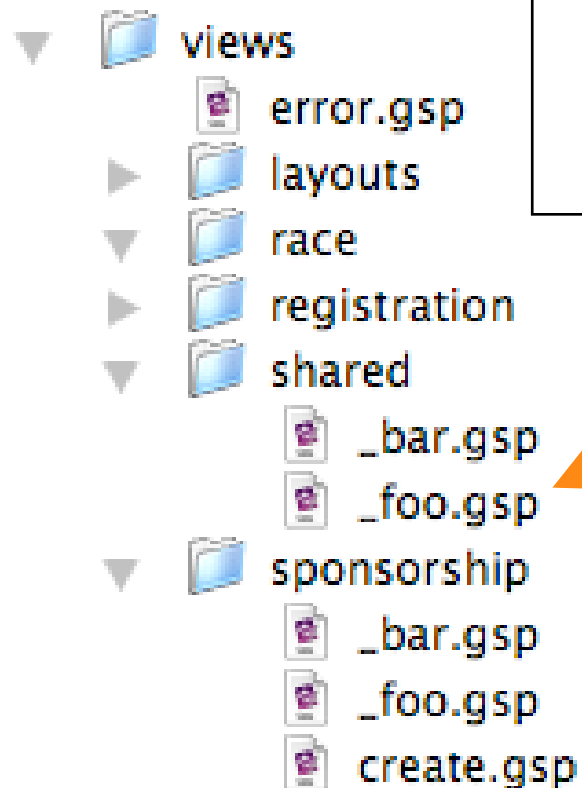 views
error.gsp
layouts
race
registration
shared
_bar.gsp
_foo.gsp
sponsorship
_bar.gsp
_foo.gsp
create.gsp